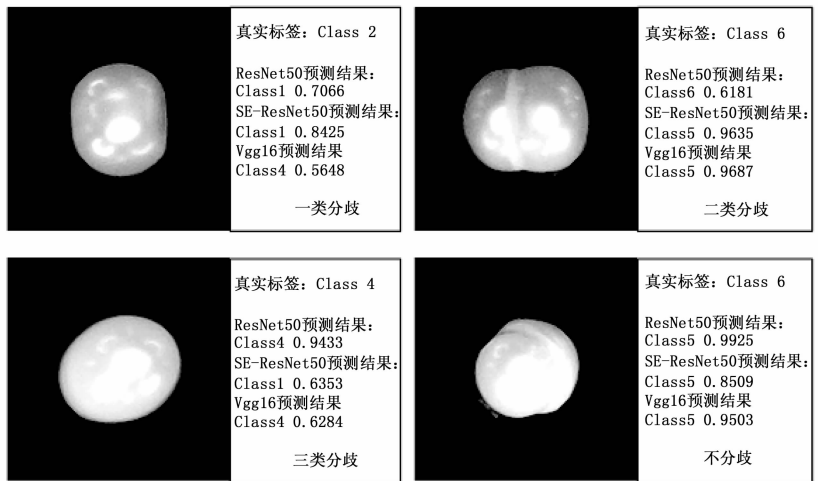 真实标签：Class 2
ResNet50预测结果：
Class1 0.7066
SE-ResNet50预测结果：
Class1 0.8425
Vgg16预测结果
Class4 0.5648
一类分歧
真实标签：Class 6
ResNet50预测结果：
Class6 0.6181
SE-ResNet50预测结果：
Class5 0.9635
Vgg16预测结果
Class5 0.9687
二类分歧
真实标签：Class 4
ResNet50预测结果：
Class4 0.9433
SE-ResNet50预测结果：
Class1 0.6353
Vgg16预测结果
Class4 0.6284
三类分歧
真实标签：Class 6
ResNet50预测结果：
Class5 0.9925
SE-ResNet50预测结果：
Class5 0.8509
Vgg16预测结果
Class5 0.9503
不分歧